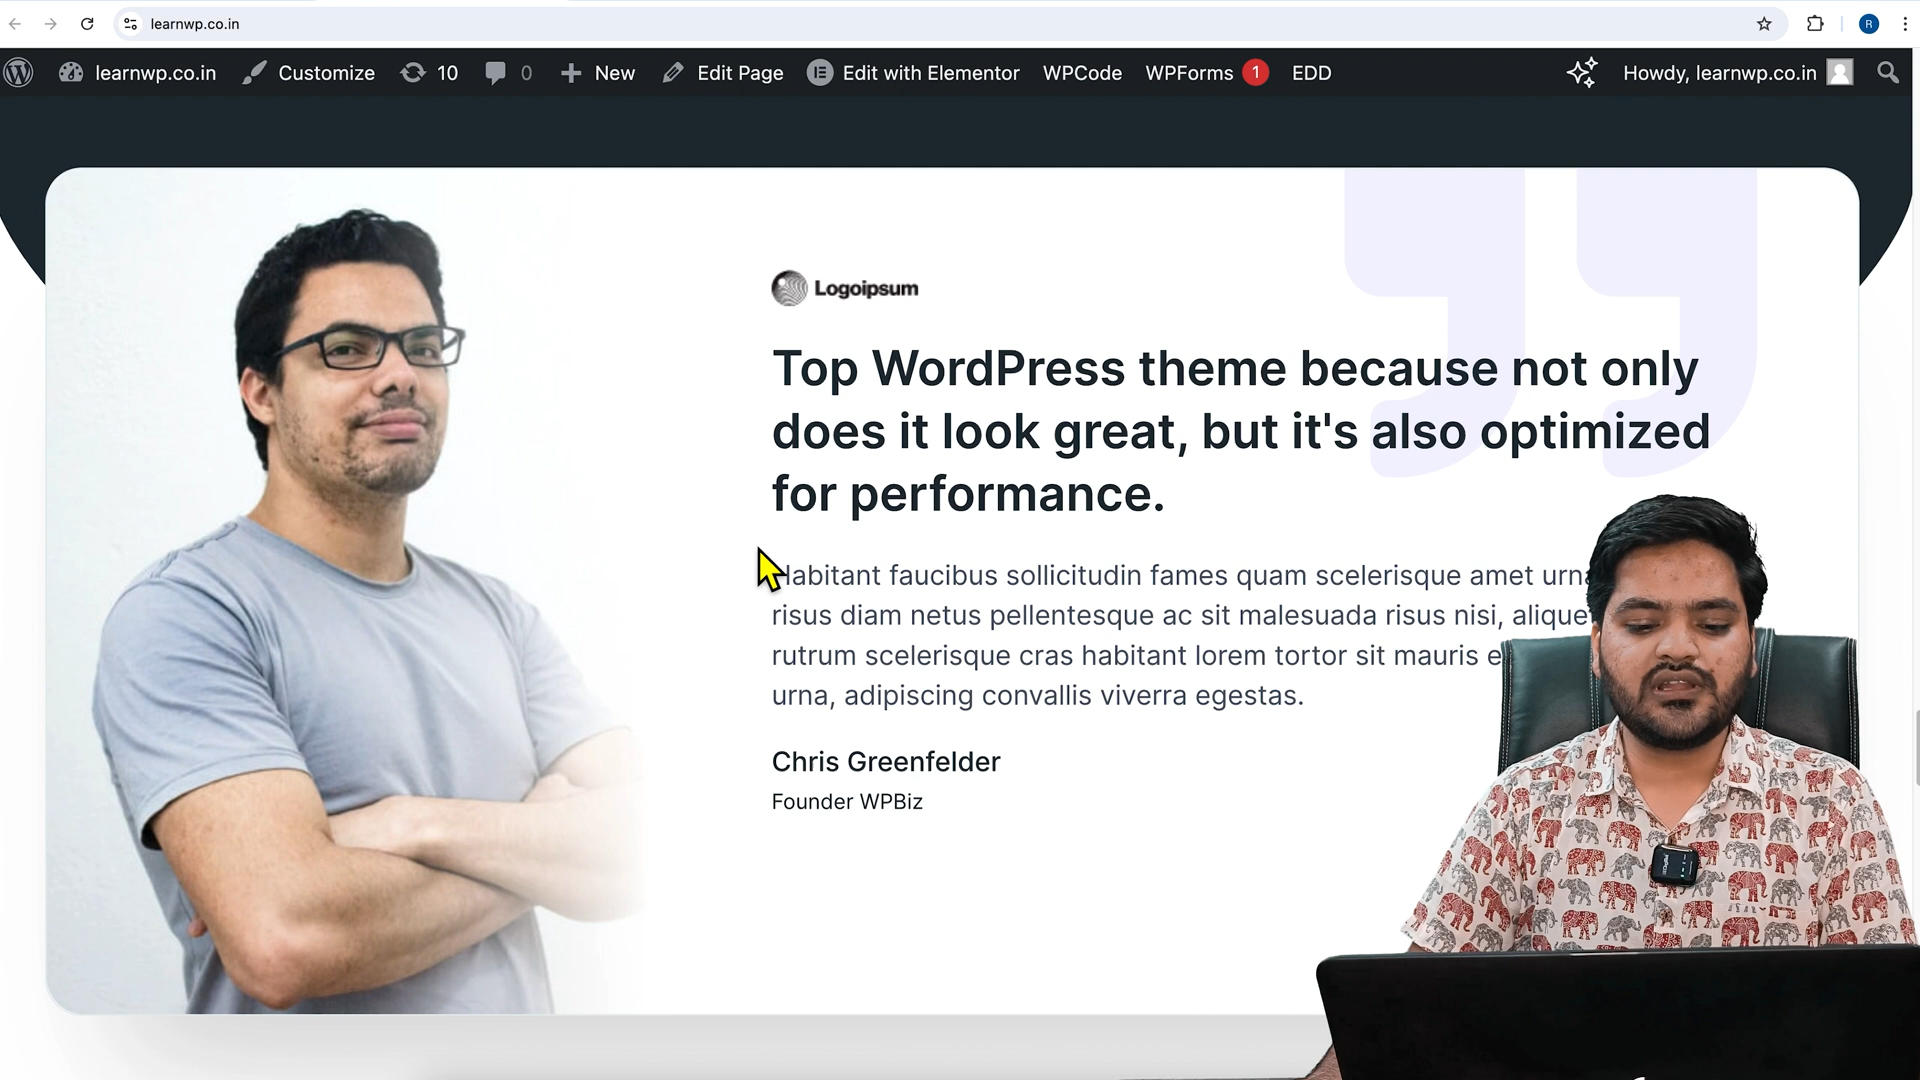 learnwp.co.in
R
learnwp.co.in Customize 10 0 New Edit Page Edit with Elementor WPCode WPForms 1 EDD Howdy, learnwp.co.in
Logoipsum
Top WordPress theme because not only
does it look great, but it's also optimized
for performance.
faucibus sollicitudin fames quam scelerisque amet
risus diam netus pellentesque ac sit malesuada risus nisi,
rutrum scelerisque cras habitant lorem tortor sit mauris
urna, adipiscing convallis viverra egestas.
Chris Greenfelder
Founder WPBiz